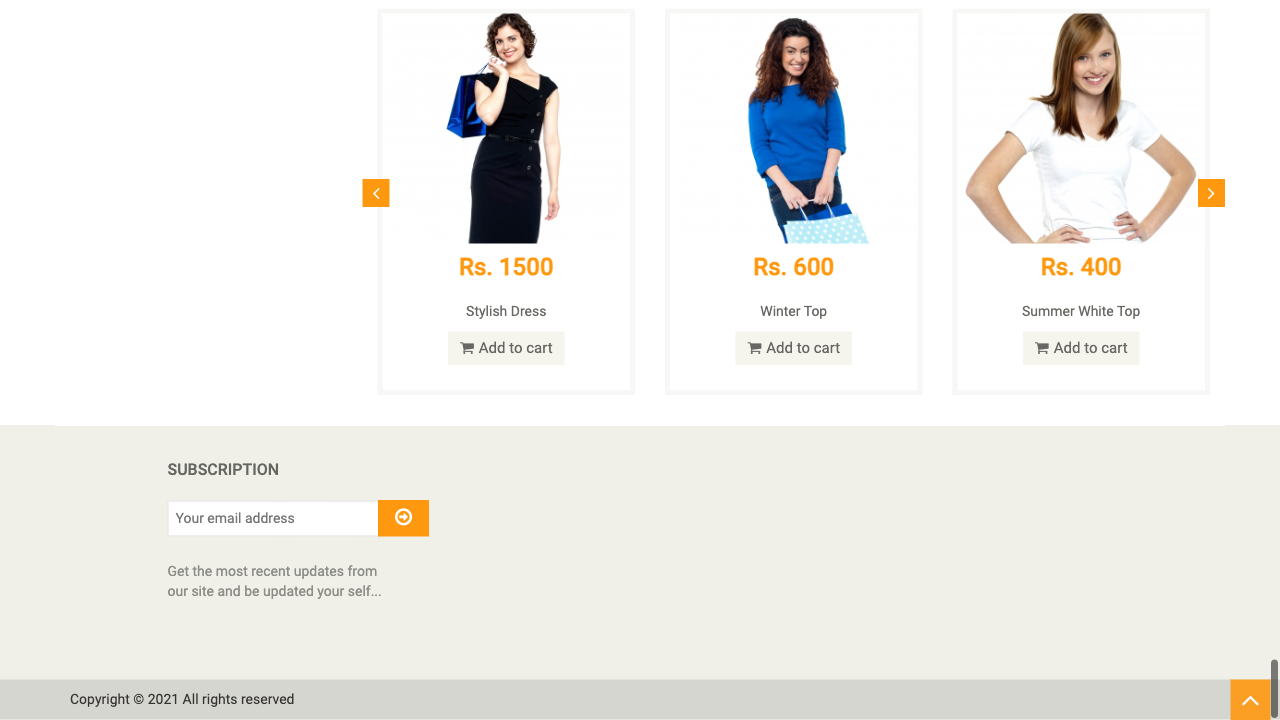 Rs. 1500
Rs. 600
Rs. 400
Stylish Dress
Winter Top
Summer White Top
Add to cart
Add to cart
Add to cart
SUBSCRIPTION
Your email address
Get the most recent updates from
our site and be updated your self...
Copyright © 2021 All rights reserved